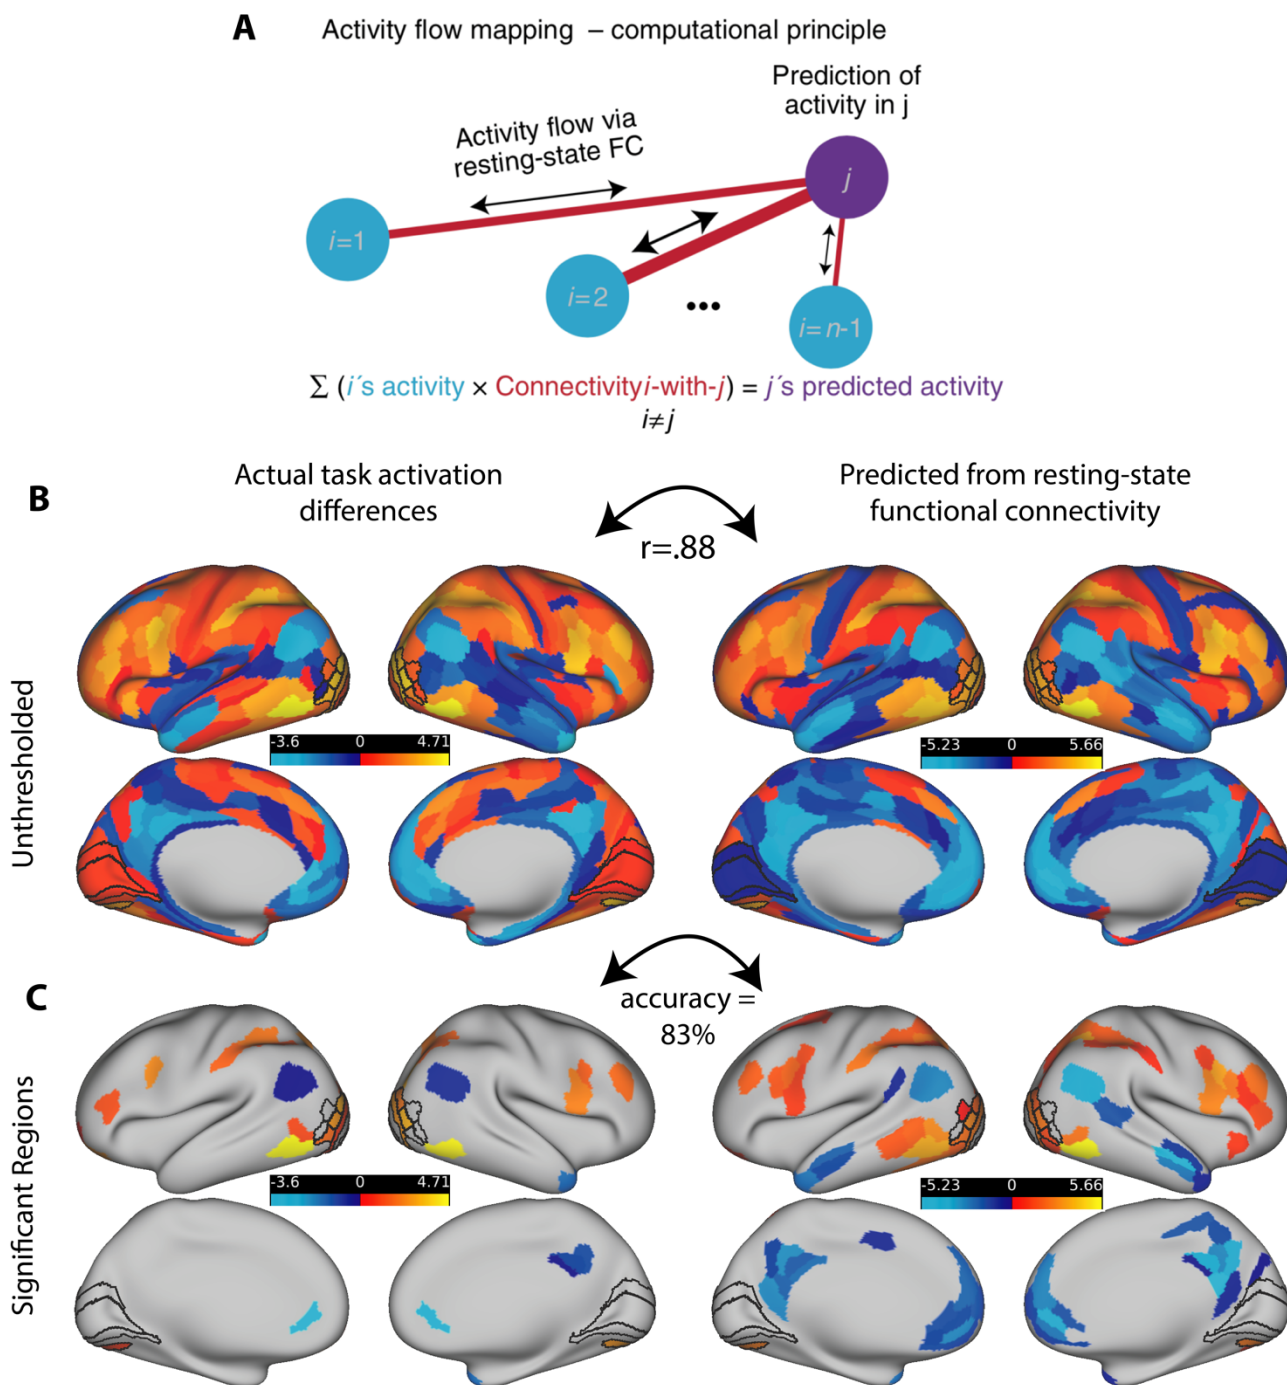 A
Activity flow mapping – computational principle
Prediction of
activity in j
Activity flow via
resting-state FC
j
i=1
i=2
...
i=n-1
Σ (i´s activity × Connectivity i-with-j) = j´s predicted activity
i≠j
B
Actual task activation
differences
Predicted from resting-state
functional connectivity
r=.88
Unthresholded
-3.6 0 4.71
-5.23 0 5.66
C
accuracy =
83%
Significant Regions
-3.6 0 4.71
-5.23 0 5.66